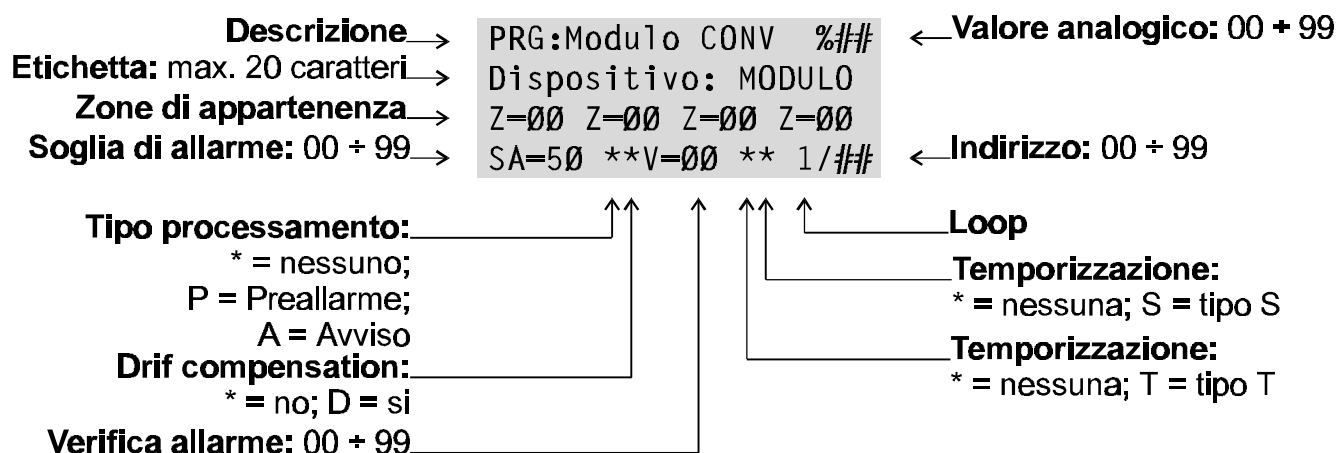 Descrizione PRG:Modulo CONV %## Valore analogico: 00 ÷ 99
Etichetta: max. 20 caratteri Dispositivo: MODULO
Zone di appartenenza Z=00 Z=00 Z=00 Z=00
Soglia di allarme: 00 ÷ 99 SA=50 **V=00 ** 1/## Indirizzo: 00 ÷ 99
Tipo processamento:
* = nessuno;
P = Preallarme;
A = Avviso
Drif compensation:
* = no; D = si
Verifica allarme: 00 ÷ 99
Loop
Temporizzazione:
* = nessuna; S = tipo S
Temporizzazione:
* = nessuna; T = tipo T